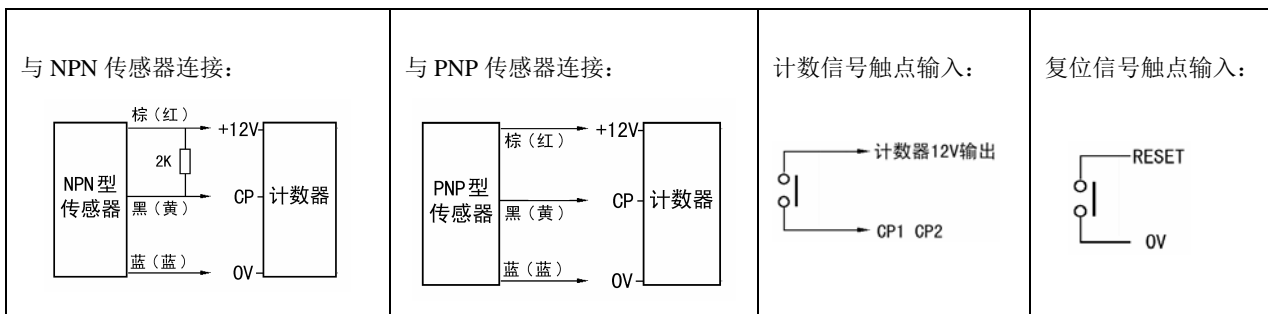 与 NPN 传感器连接：
棕（红）
+12V
2K
NPN型
传感器
CP
计数器
黑（黄）
蓝（蓝）
0V
与 PNP 传感器连接：
棕（红）
+12V
PNP型
传感器
CP
计数器
黑（黄）
蓝（蓝）
0V
计数信号触点输入：
计数器12V输出
CP1 CP2
复位信号触点输入：
RESET
0V